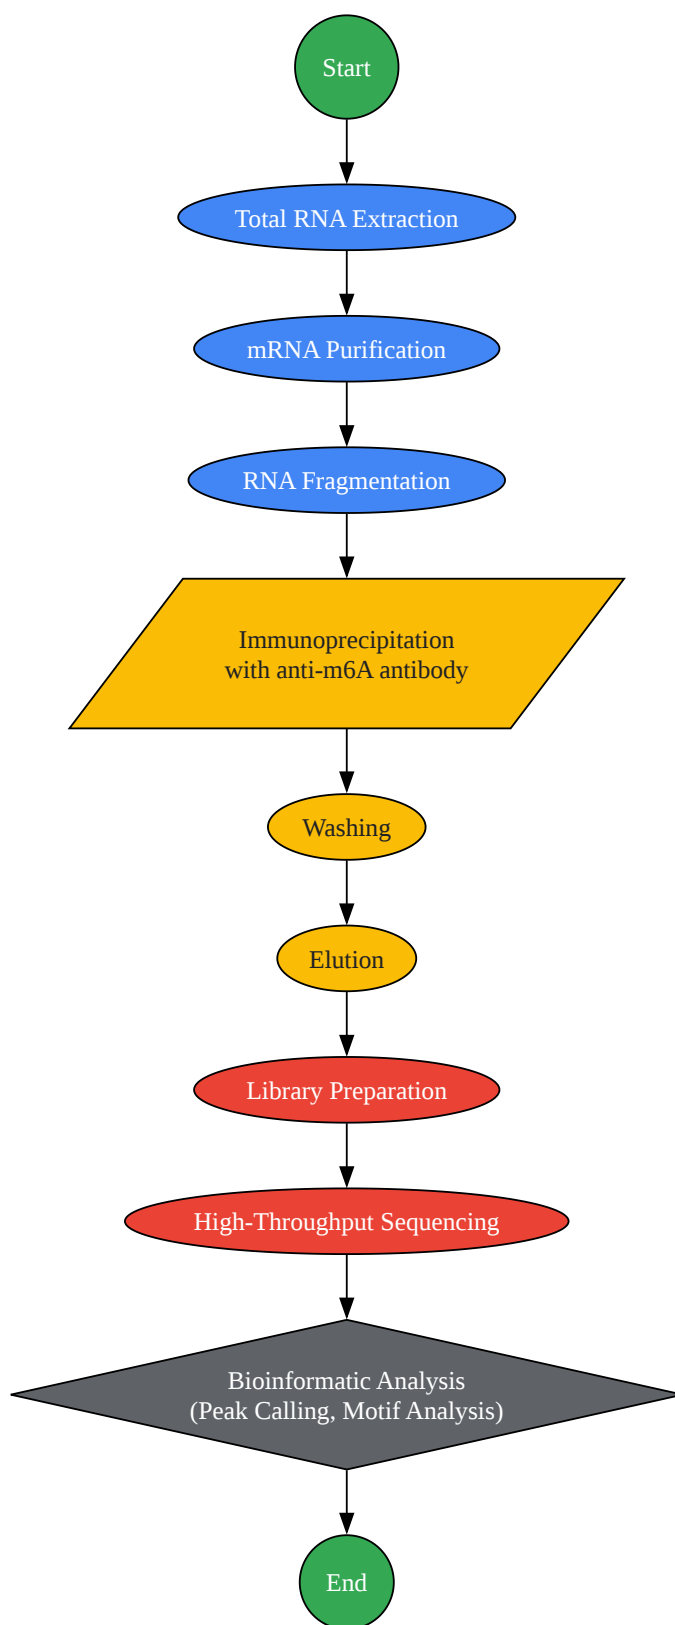 Start
Total RNA Extraction
mRNA Purification
RNA Fragmentation
Immunoprecipitation
with anti-m6A antibody
Washing
Elution
Library Preparation
High-Throughput Sequencing
Bioinformatic Analysis
(Peak Calling, Motif Analysis)
End